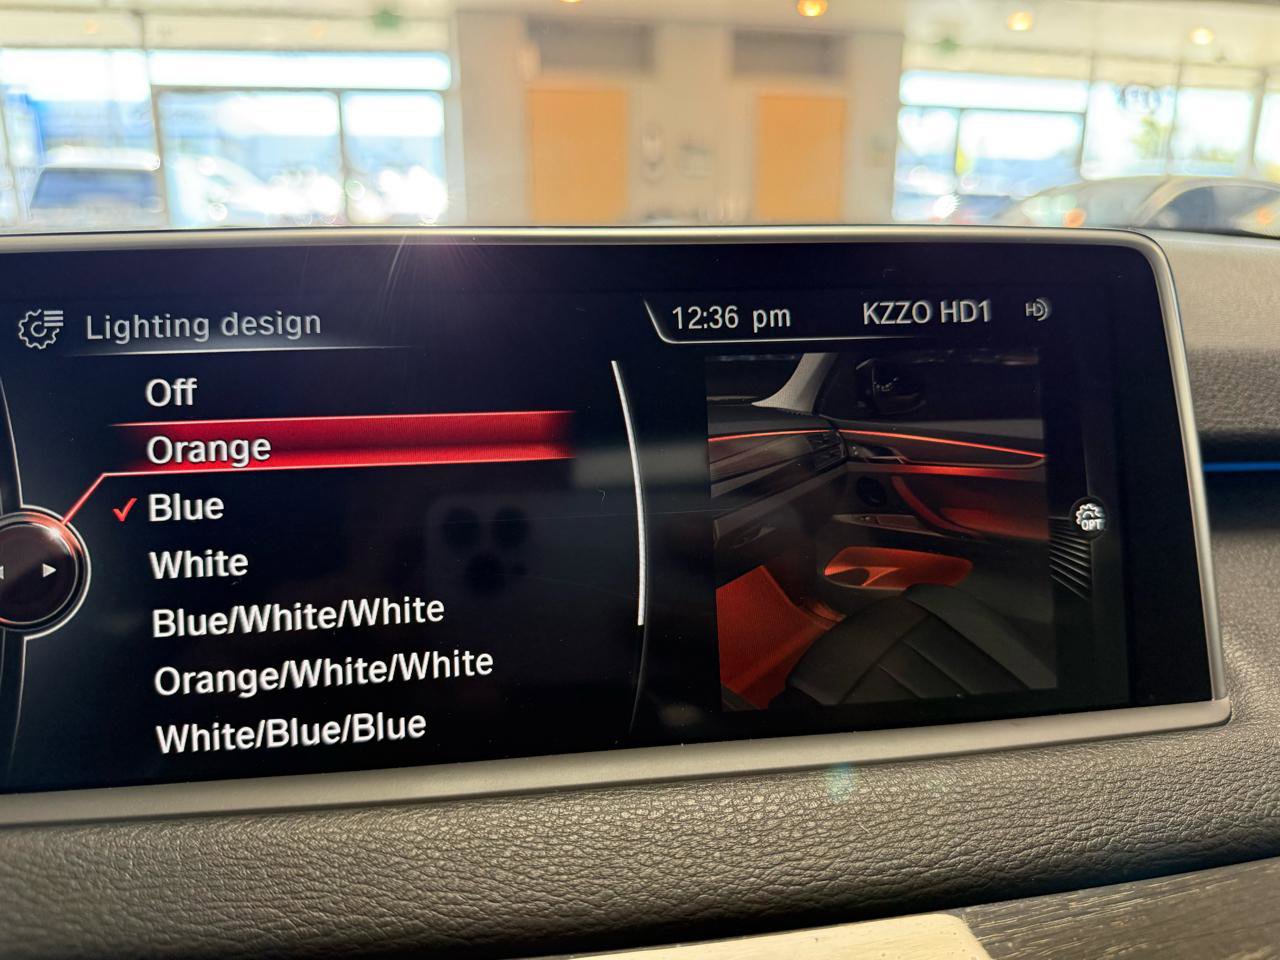 Lighting design
12:36 pm
KZZO HD1
HD
Off
Orange
Blue
White
Blue/White/White
Orange/White/White
White/Blue/Blue
OPT